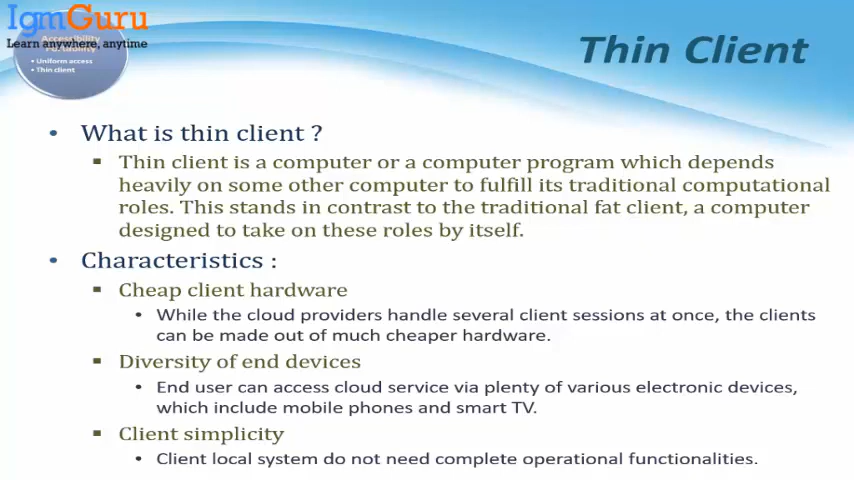 IgmGuru
Learn anywhere, anytime
Accessibility
Portability
• Uniform access
• Thin client
Thin Client
• What is thin client ?
▪ Thin client is a computer or a computer program which depends
heavily on some other computer to fulfill its traditional computational
roles. This stands in contrast to the traditional fat client, a computer
designed to take on these roles by itself.
• Characteristics :
▪ Cheap client hardware
• While the cloud providers handle several client sessions at once, the clients
can be made out of much cheaper hardware.
▪ Diversity of end devices
• End user can access cloud service via plenty of various electronic devices,
which include mobile phones and smart TV.
▪ Client simplicity
• Client local system do not need complete operational functionalities.